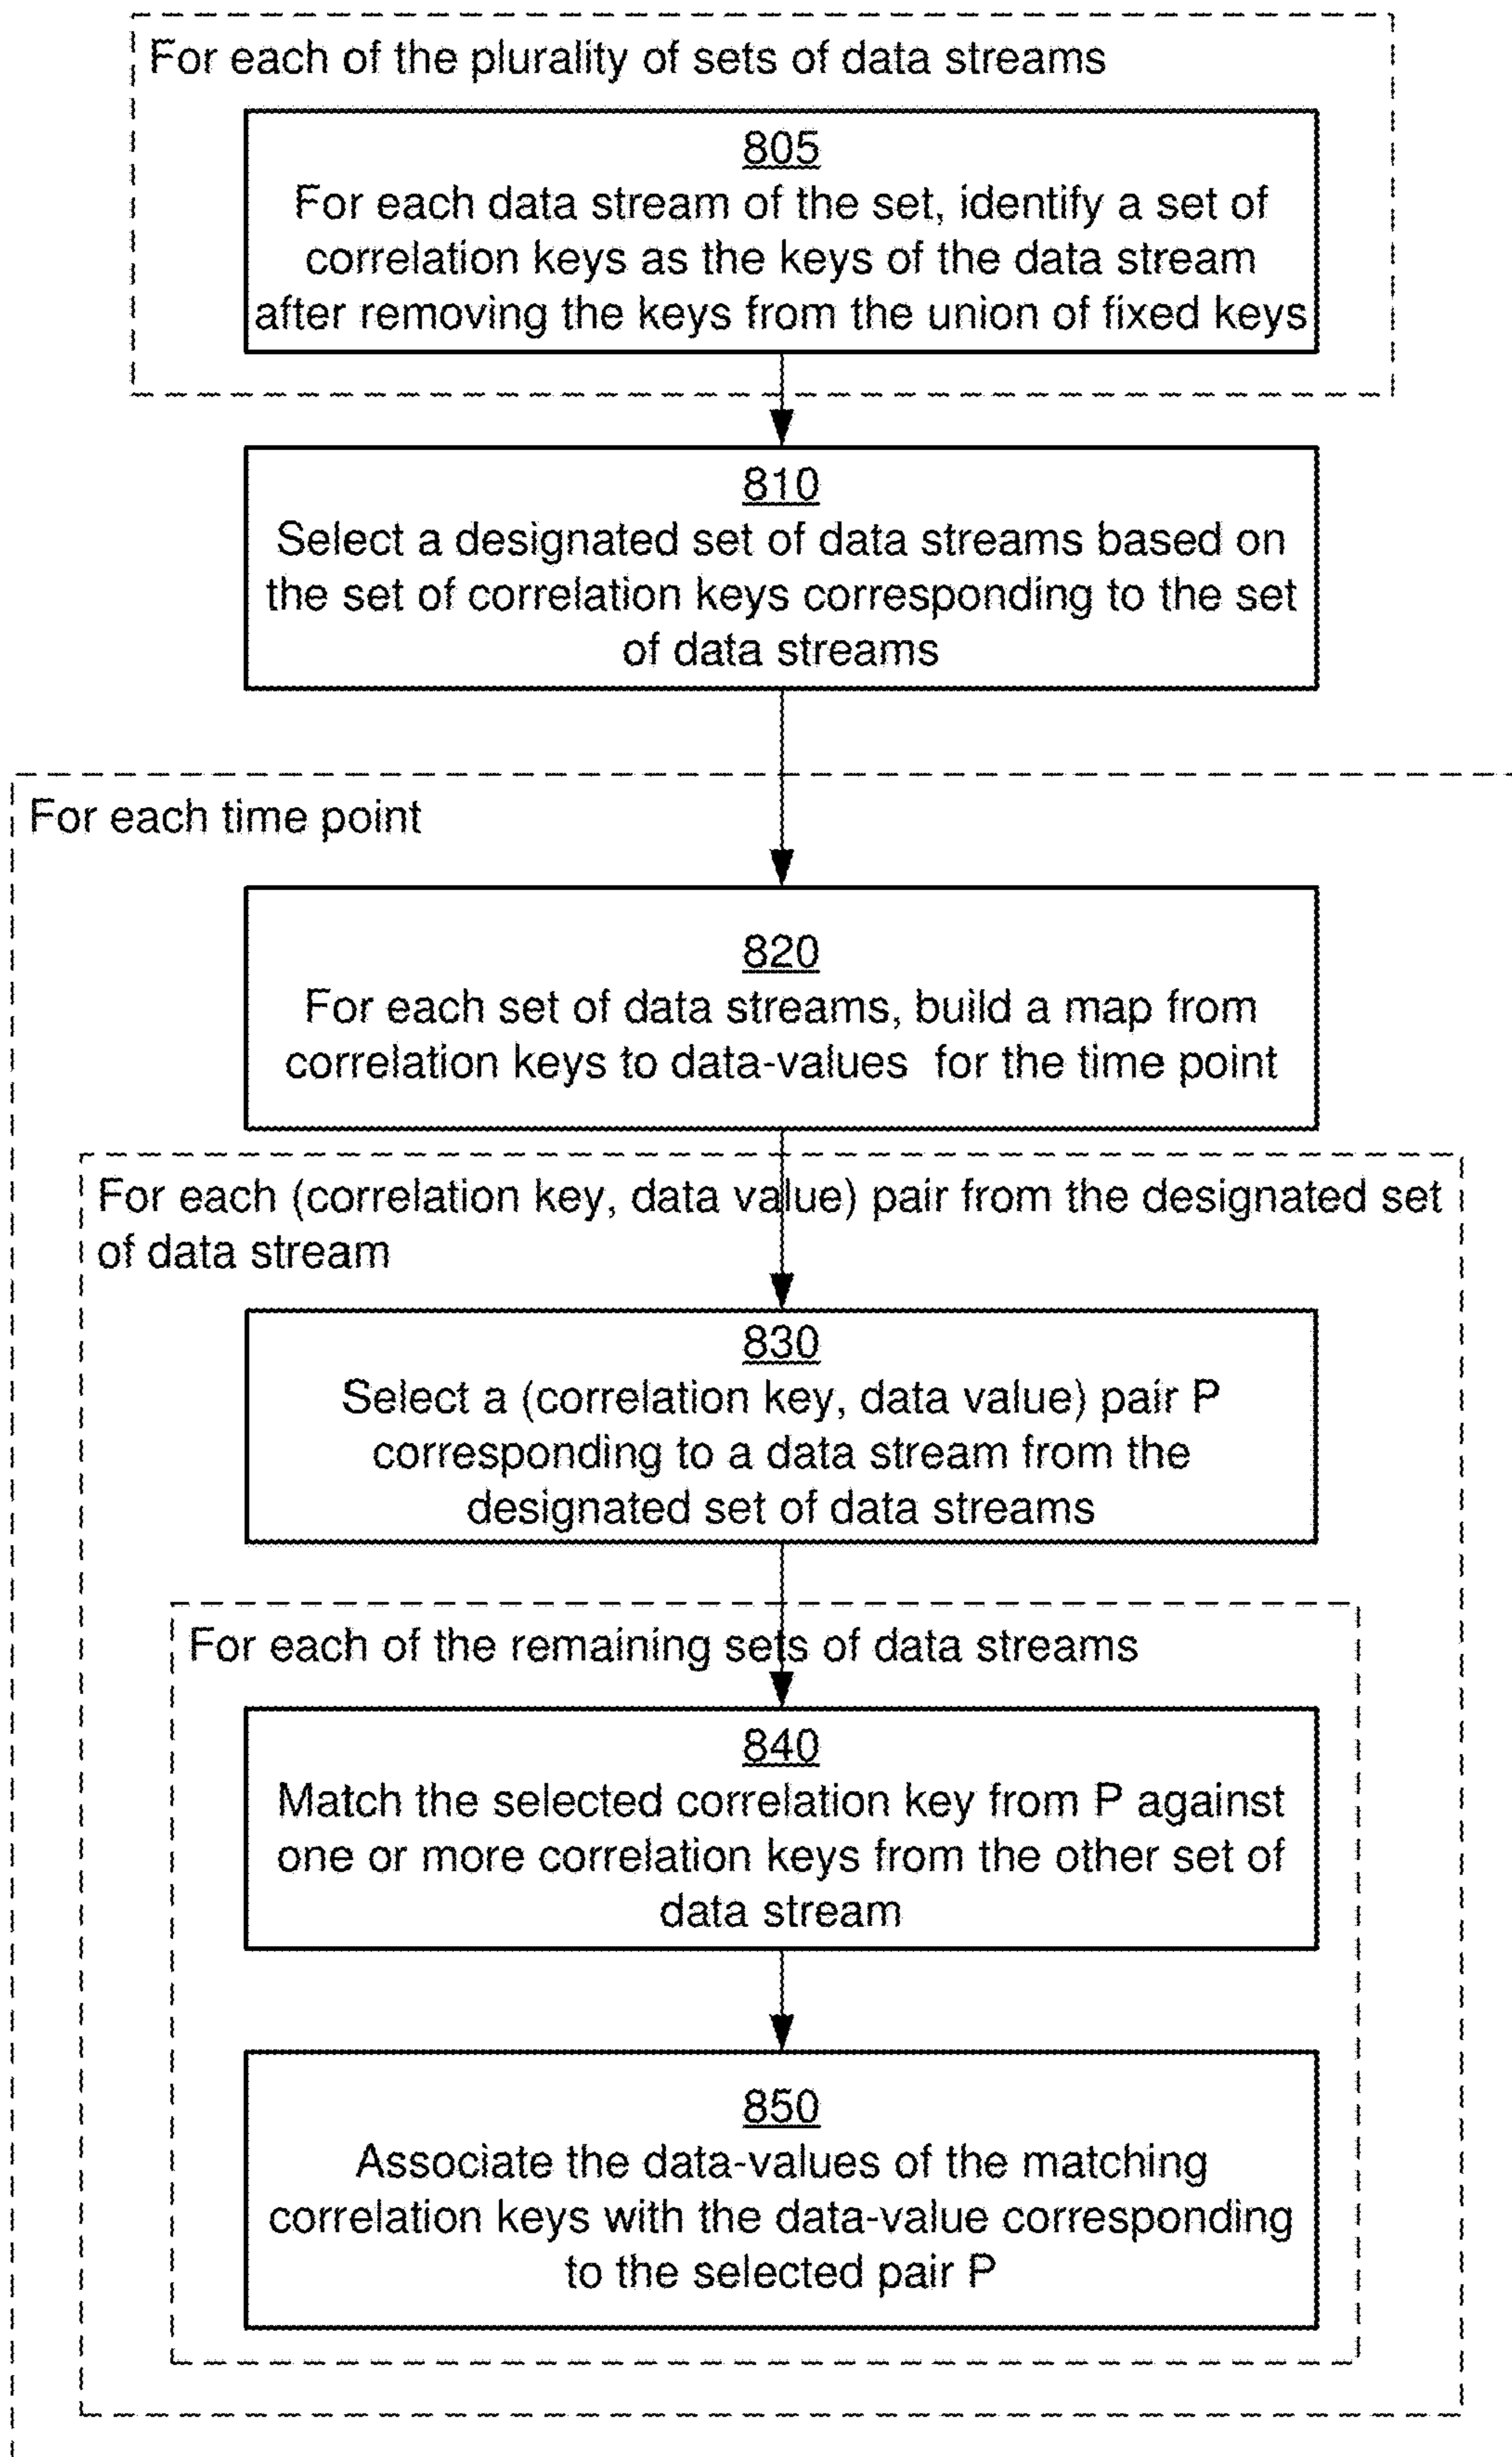 For each of the plurality of sets of data streams
805
For each data stream of the set, identify a set of
correlation keys as the keys of the data stream
after removing the keys from the union of fixed keys
810
Select a designated set of data streams based on
the set of correlation keys corresponding to the set
of data streams
For each time point
820
For each set of data streams, build a map from
correlation keys to data-values for the time point
For each (correlation key, data value) pair from the designated set
of data stream
830
Select a (correlation key, data value) pair P
corresponding to a data stream from the
designated set of data streams
For each of the remaining sets of data streams
840
Match the selected correlation key from P against
one or more correlation keys from the other set of
data stream
850
Associate the data-values of the matching
correlation keys with the data-value corresponding
to the selected pair P